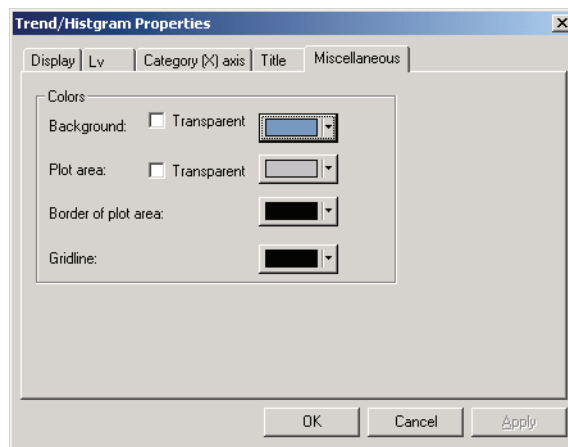 Trend/Histgram Properties
Display Lv Category (X) axis Title Miscellaneous
Colors
Background: Transparent
Plot area: Transparent
Border of plot area:
Gridline:
OK Cancel Apply